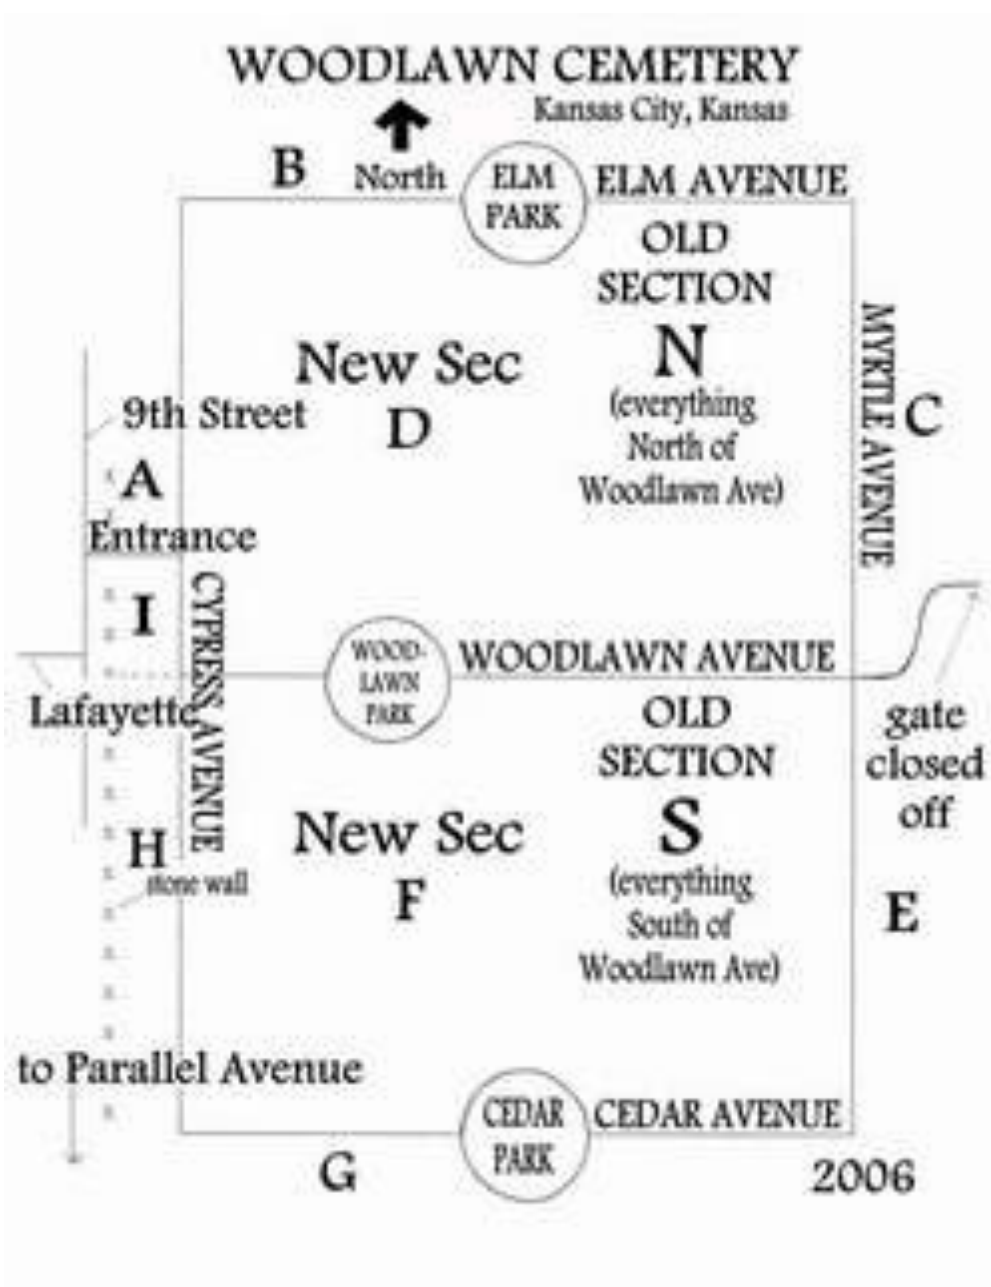 WOODLAWN CEMETERY
Kansas City, Kansas
B
North
ELM
PARK
ELM AVENUE
OLD
SECTION
N
(everything
North of
Woodlawn Ave)
New Sec
D
MYRTLE AVENUE
C
9th Street
A
Entrance
I
CYPRESS AVENUE
WOOD-
LAWN
PARK
WOODLAWN AVENUE
Lafayette
OLD
SECTION
S
(everything
South of
Woodlawn Ave)
gate
closed
off
New Sec
F
H
stone wall
E
to Parallel Avenue
CEDAR
PARK
CEDAR AVENUE
G
2006